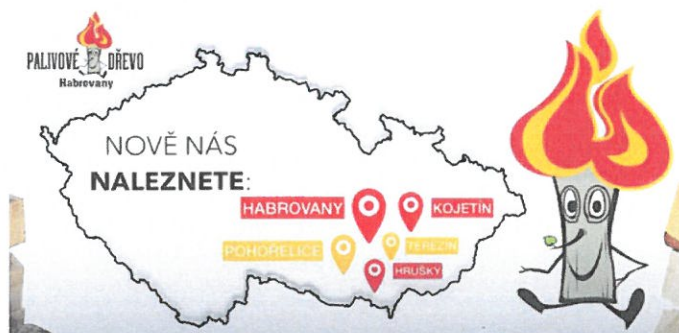 PALIVOVÉ DŘEVO
Habrovany
NOVĚ NÁS
NALEZNETE:
HABROVANY
KOJETÍN
POHOŘELICE
TEREZÍN
HRUŠKY